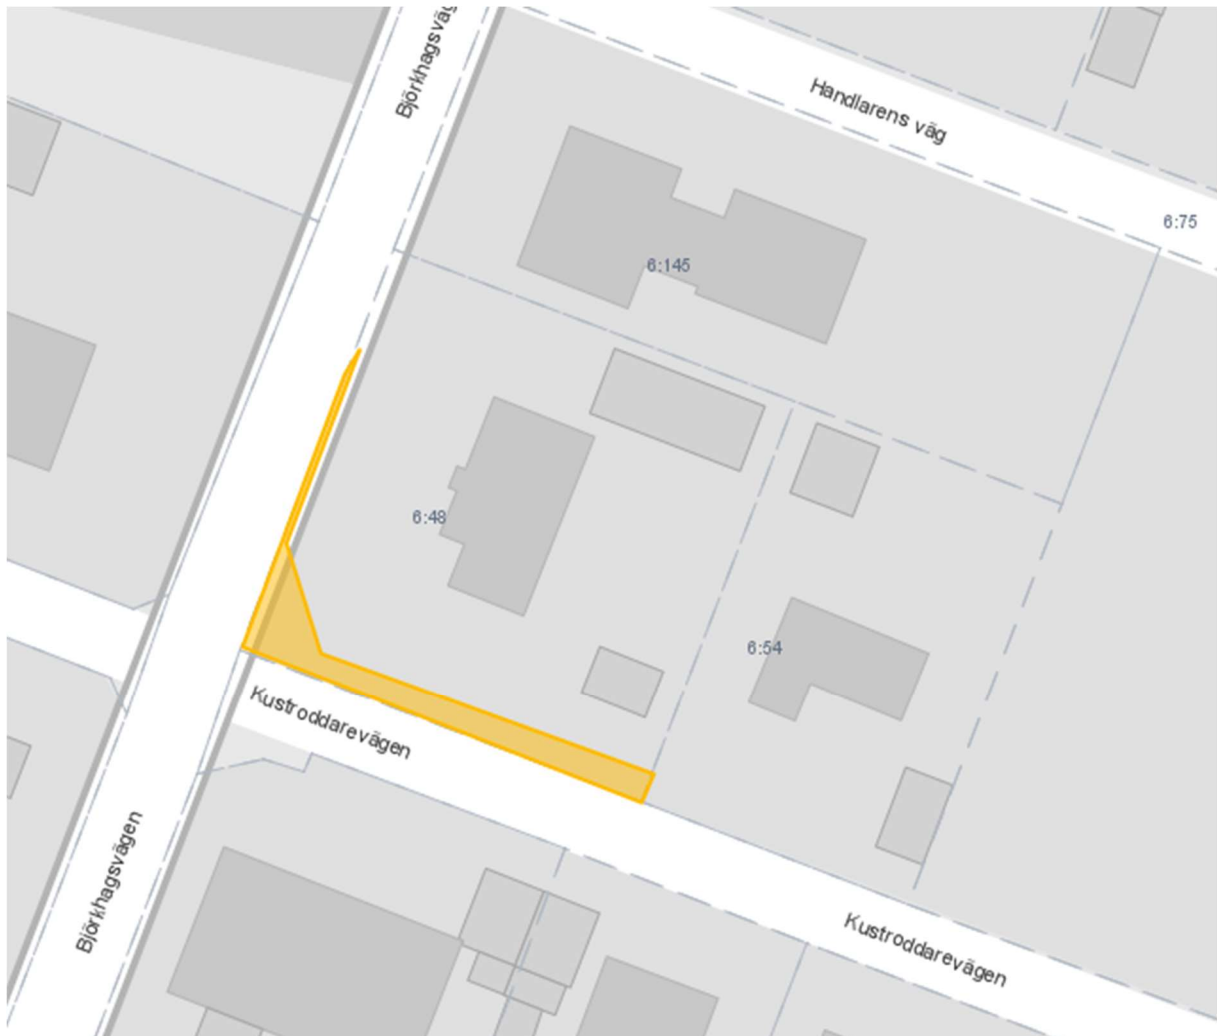 Björkhagsväg
Handlarens väg
6:75
6:145
6:48
6:54
Kustroddarevägen
Björkhagsvägen
Kustroddarevägen